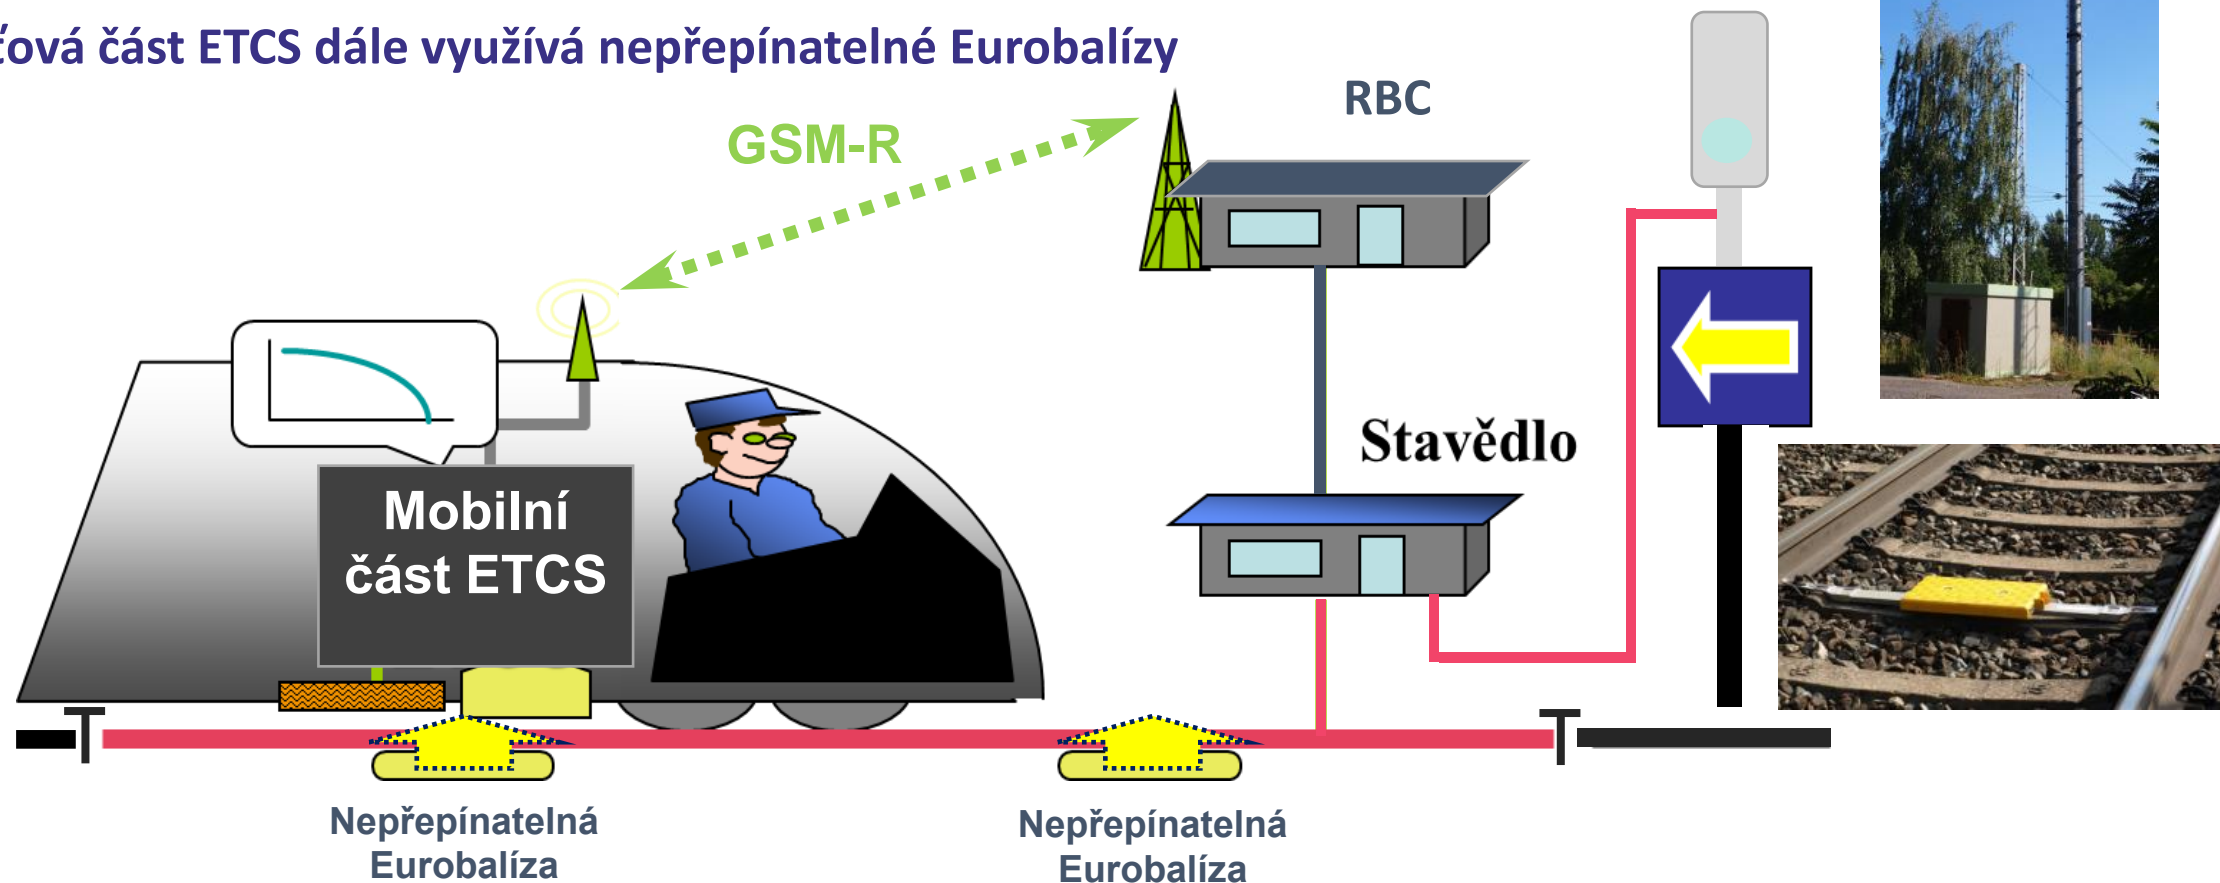 ťová část ETCS dále využívá nepřepínatelné Eurobalízy
RBC
GSM-R
Stavědlo
Mobilní
část ETCS
Nepřepínatelná
Eurobalíza
Nepřepínatelná
Eurobalíza